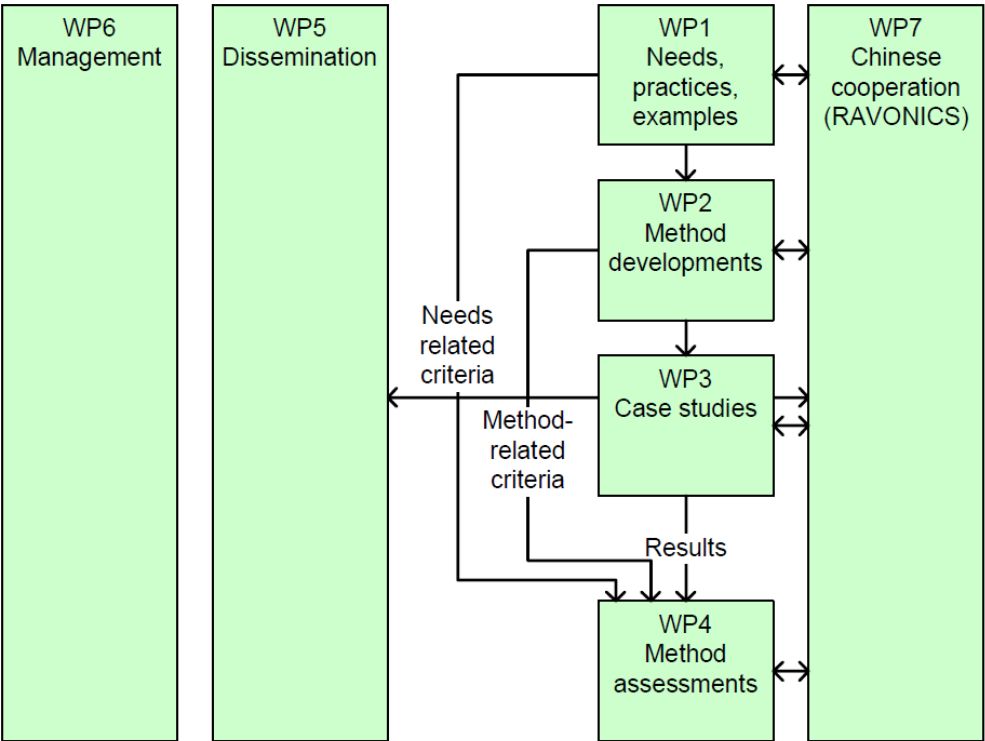 WP6
Management
WP5
Dissemination
WP1
Needs,
practices,
examples
WP7
Chinese
cooperation
(RAVONICS)
WP2
Method
developments
Needs
related
criteria
WP3
Case studies
Method-
related
criteria
Results
WP4
Method
assessments